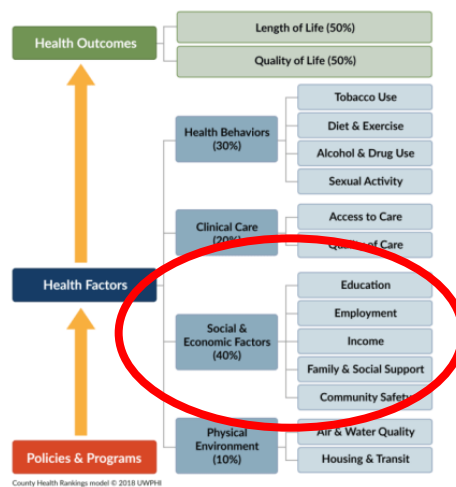 Health Outcomes
Length of Life (50%)
Quality of Life (50%)
Health Factors
Health Behaviors
(30%)
Tobacco Use
Diet & Exercise
Alcohol & Drug Use
Sexual Activity
Clinical Care
(20%)
Access to Care
Quality of Care
Social &
Economic Factors
(40%)
Education
Employment
Income
Family & Social Support
Community Safety
Physical
Environment
(10%)
Air & Water Quality
Housing & Transit
Policies & Programs
County Health Rankings model © 2018 UWPHI